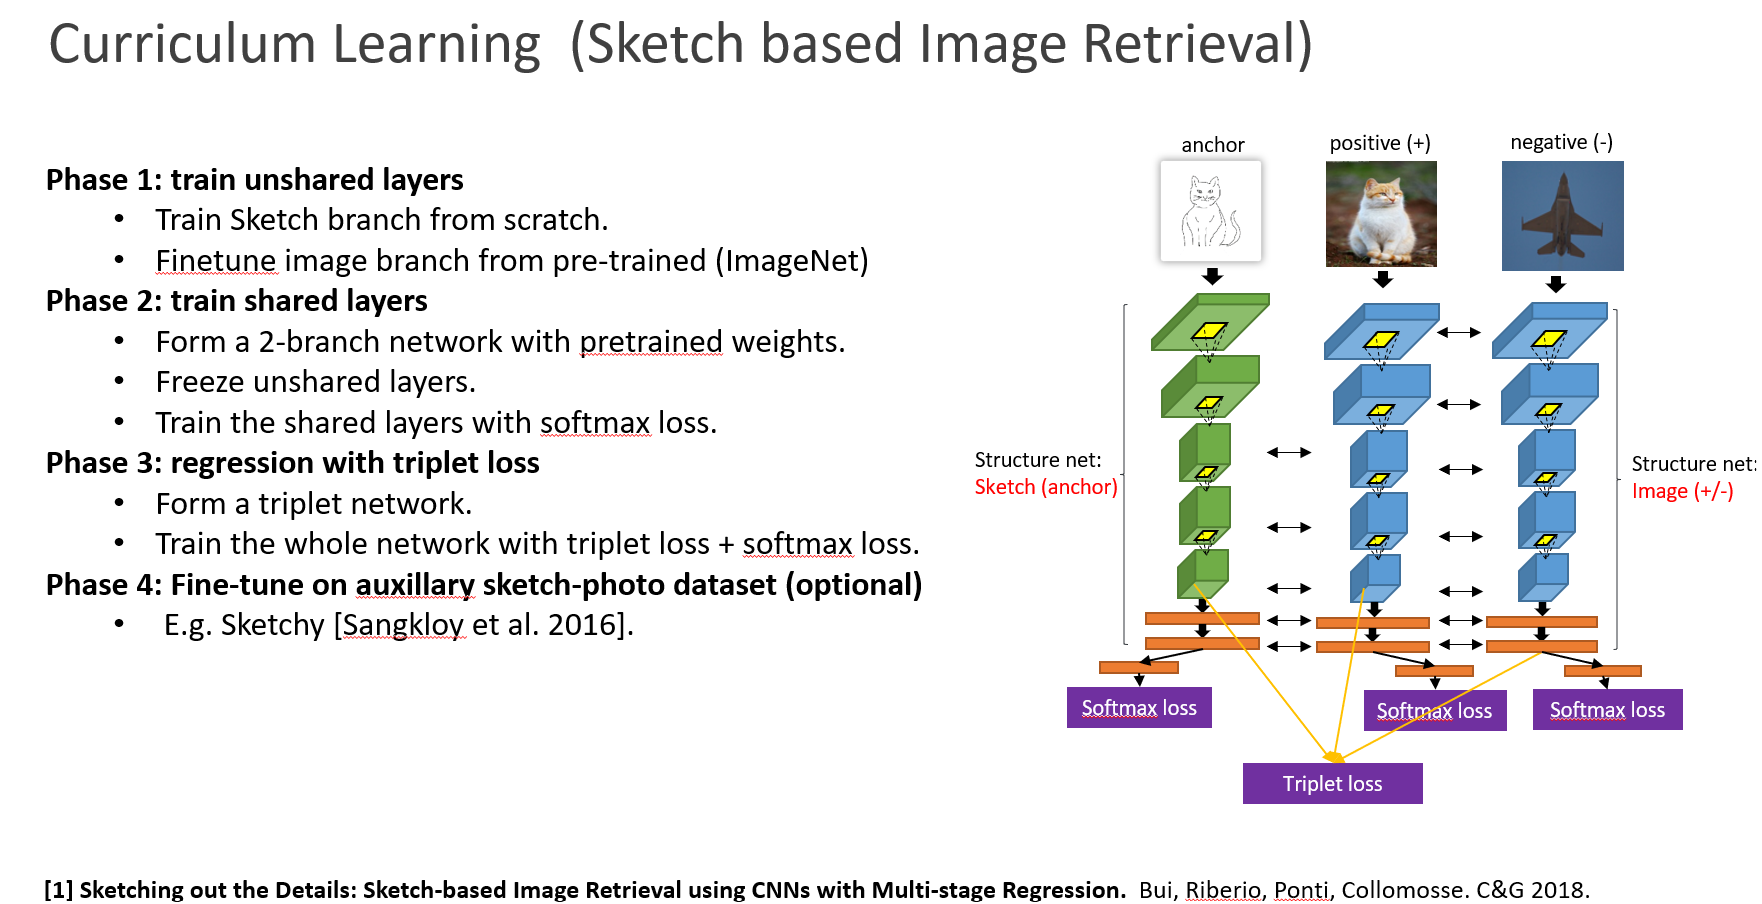 Curriculum Learning (Sketch based Image Retrieval)
Phase 1: train unshared layers
• Train Sketch branch from scratch.
• Finetune image branch from pre-trained (ImageNet)
Phase 2: train shared layers
• Form a 2-branch network with pretrained weights.
• Freeze unshared layers.
• Train the shared layers with softmax loss.
Phase 3: regression with triplet loss
• Form a triplet network.
• Train the whole network with triplet loss + softmax loss.
Phase 4: Fine-tune on auxillary sketch-photo dataset (optional)
• E.g. Sketchy [Sangkloy et al. 2016].
anchor
positive (+)
negative (-)
Structure net:
Sketch (anchor)
Structure net:
Image (+/-)
Softmax loss
Softmax loss
Softmax loss
Triplet loss
[1] Sketching out the Details: Sketch-based Image Retrieval using CNNs with Multi-stage Regression. Bui, Riberio, Ponti, Collomosse. C&G 2018.